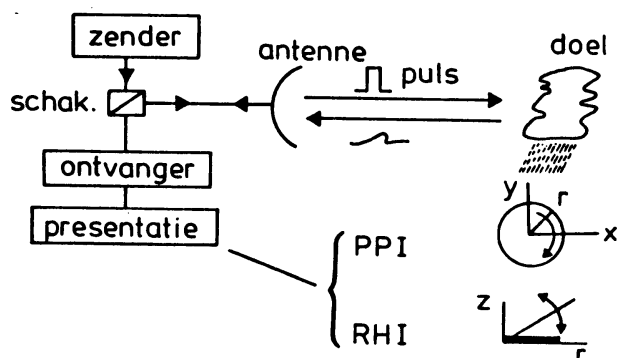 zender
antenne
doel
puls
schak.
ontvanger
y
r
presentatie
x
PPI
z
RHI
r